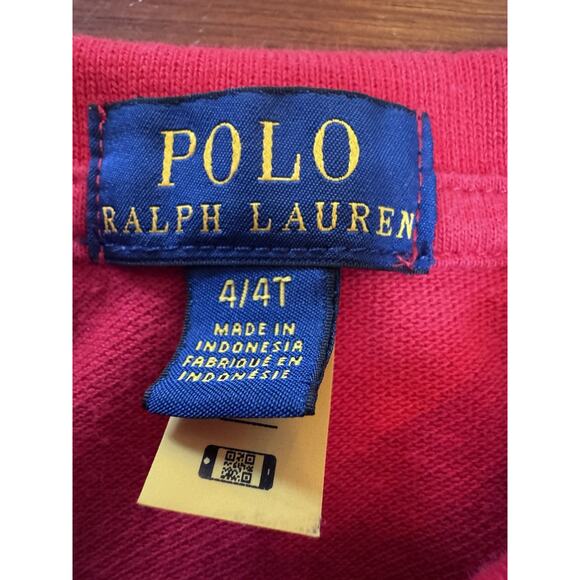 POLO
RALPH LAUREN
4/4T
MADE IN
INDONESIA
FABRIQUÉ EN
INDONÉSIE